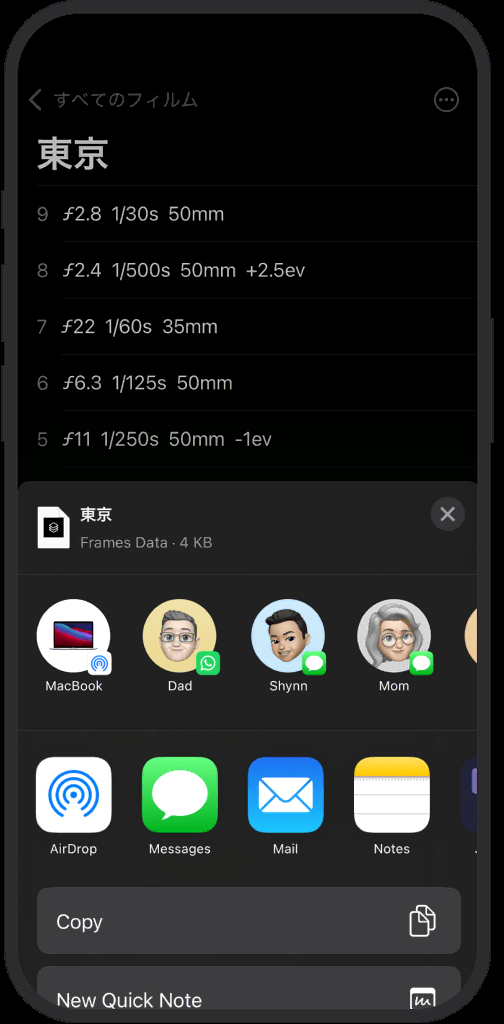 すべてのフィルム
東京
9 ƒ2.8 1/30s 50mm
8 ƒ2.4 1/500s 50mm +2.5ev
7 ƒ22 1/60s 35mm
6 ƒ6.3 1/125s 50mm
5 ƒ11 1/250s 50mm -1ev
東京
Frames Data · 4 KB
MacBook Dad Shynn Mom
AirDrop Messages Mail Notes
Copy
New Quick Note